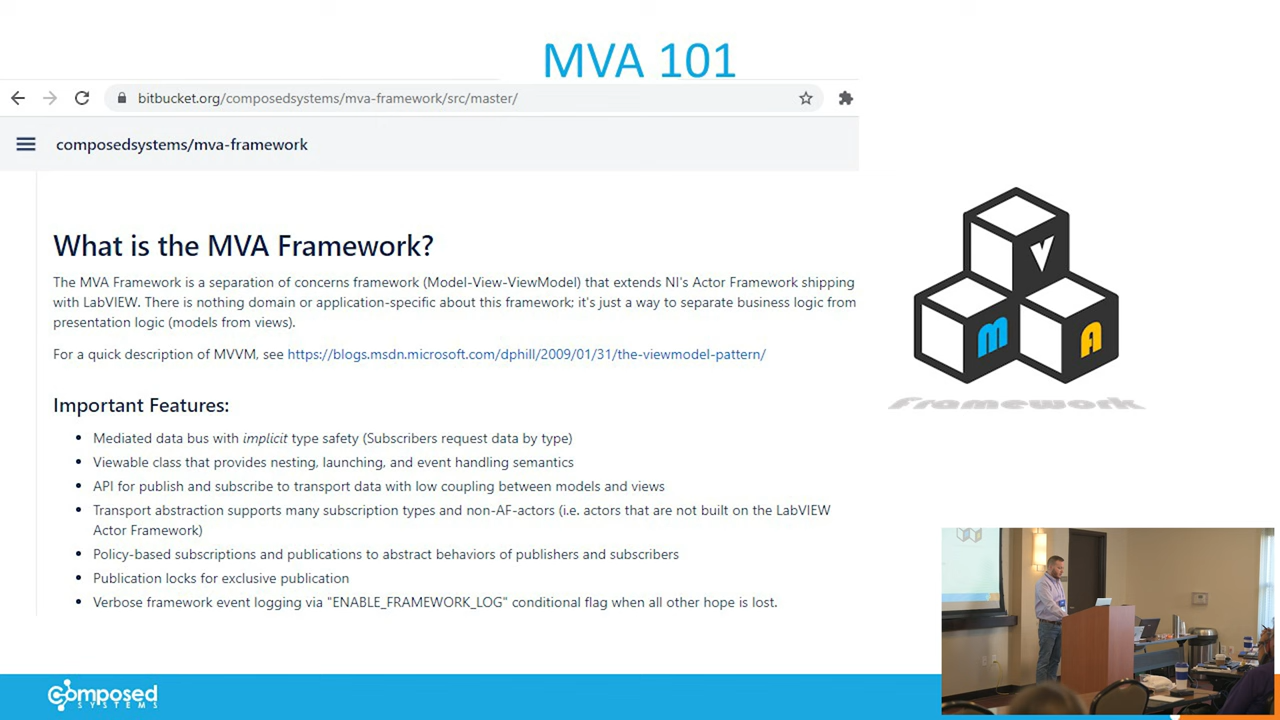 MVA 101
bitbucket.org/composedsystems/mva-framework/src/master/
composedsystems/mva-framework
What is the MVA Framework?
The MVA Framework is a separation of concerns framework (Model-View-ViewModel) that extends NI's Actor Framework shipping
with LabVIEW. There is nothing domain or application-specific about this framework; it's just a way to separate business logic from
presentation logic (models from views).
For a quick description of MVVM, see https://blogs.msdn.microsoft.com/dphill/2009/01/31/the-viewmodel-pattern/
Important Features:
• Mediated data bus with implicit type safety (Subscribers request data by type)
• Viewable class that provides nesting, launching, and event handling semantics
• API for publish and subscribe to transport data with low coupling between models and views
• Transport abstraction supports many subscription types and non-AF-actors (i.e. actors that are not built on the LabVIEW
Actor Framework)
• Policy-based subscriptions and publications to abstract behaviors of publishers and subscribers
• Publication locks for exclusive publication
• Verbose framework event logging via "ENABLE_FRAMEWORK_LOG" conditional flag when all other hope is lost.
V
M A
Framework
composed
SYSTEMS